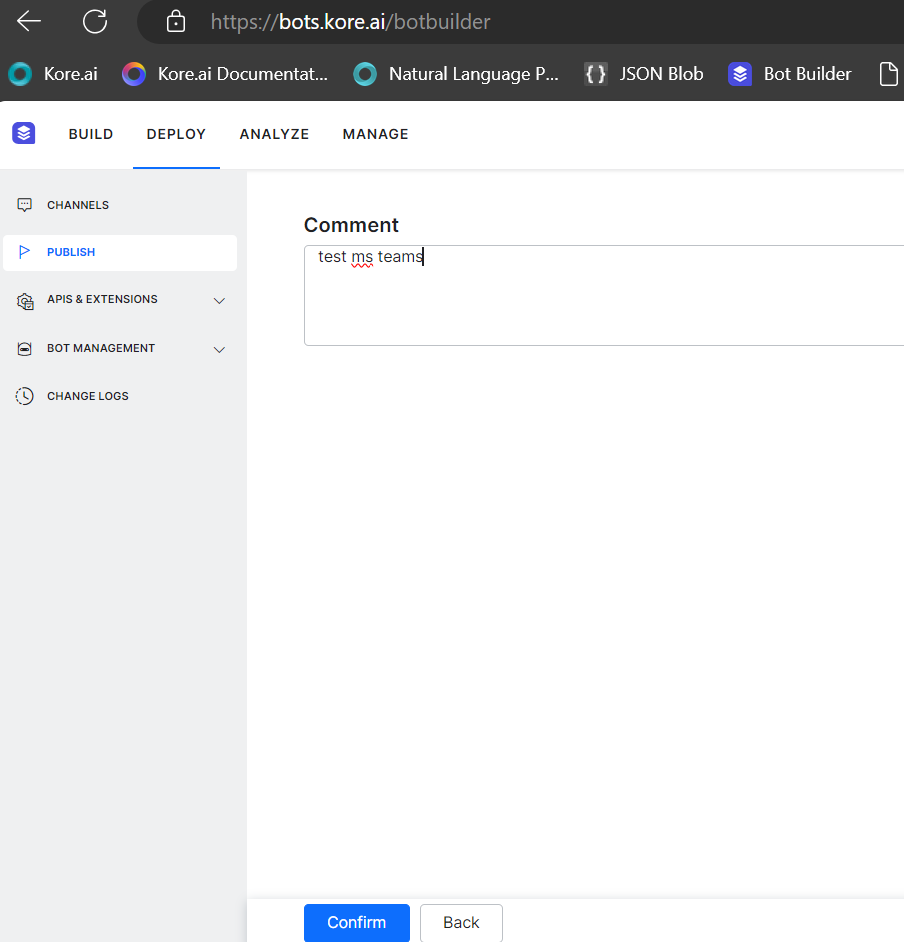 https://bots.kore.ai/botbuilder
Kore.ai Kore.ai Documentat... Natural Language P... {} JSON Blob Bot Builder
BUILD DEPLOY ANALYZE MANAGE
CHANNELS
PUBLISH
APIS & EXTENSIONS
BOT MANAGEMENT
CHANGE LOGS
Comment
test ms teams
Confirm Back